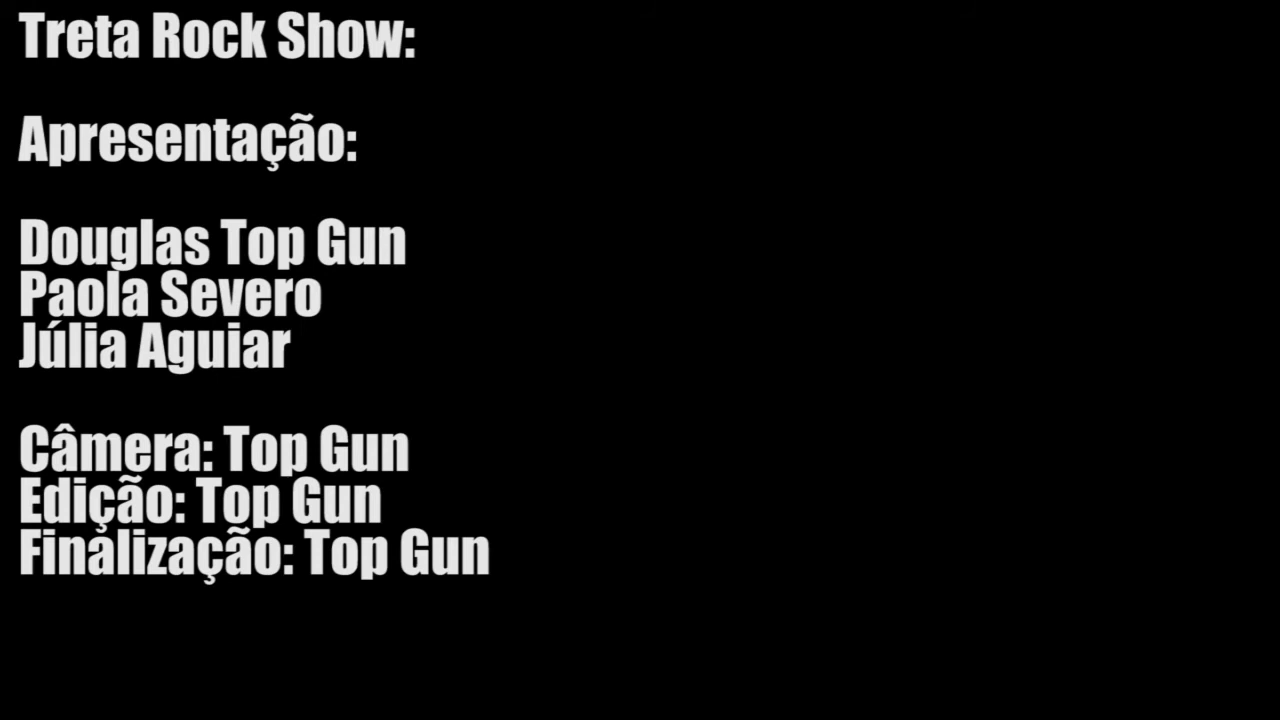 Treta Rock Show:
Apresentação:
Douglas Top Gun
Paola Severo
Júlia Aguiar
Câmera: Top Gun
Edição: Top Gun
Finalização: Top Gun